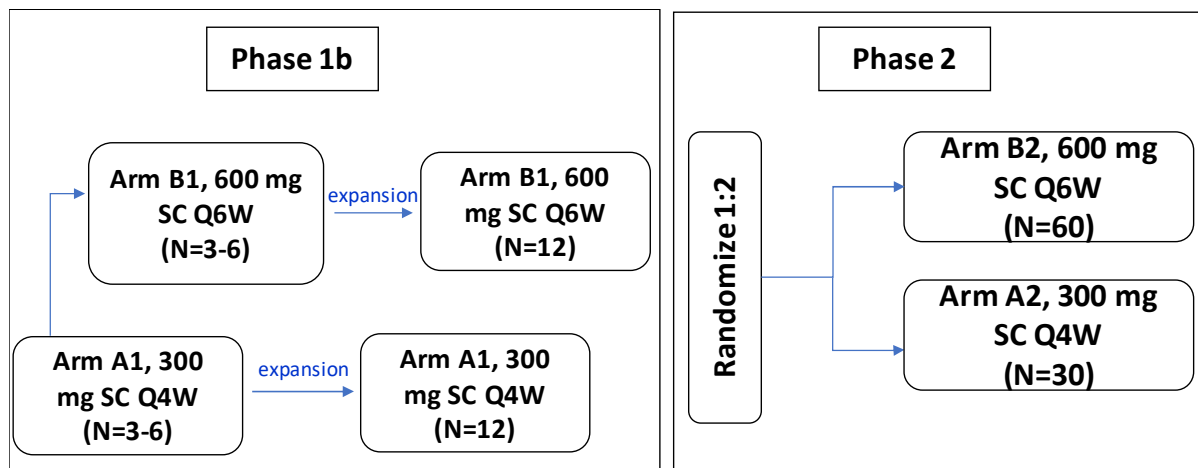 Phase 1b
Arm B1, 600 mg
SC Q6W
(N=3-6)
expansion
Arm B1, 600
mg SC Q6W
(N=12)
Arm A1, 300
mg SC Q4W
(N=3-6)
expansion
Arm A1, 300
mg SC Q4W
(N=12)
Phase 2
Randomize 1:2
Arm B2, 600 mg
SC Q6W
(N=60)
Arm A2, 300 mg
SC Q4W
(N=30)